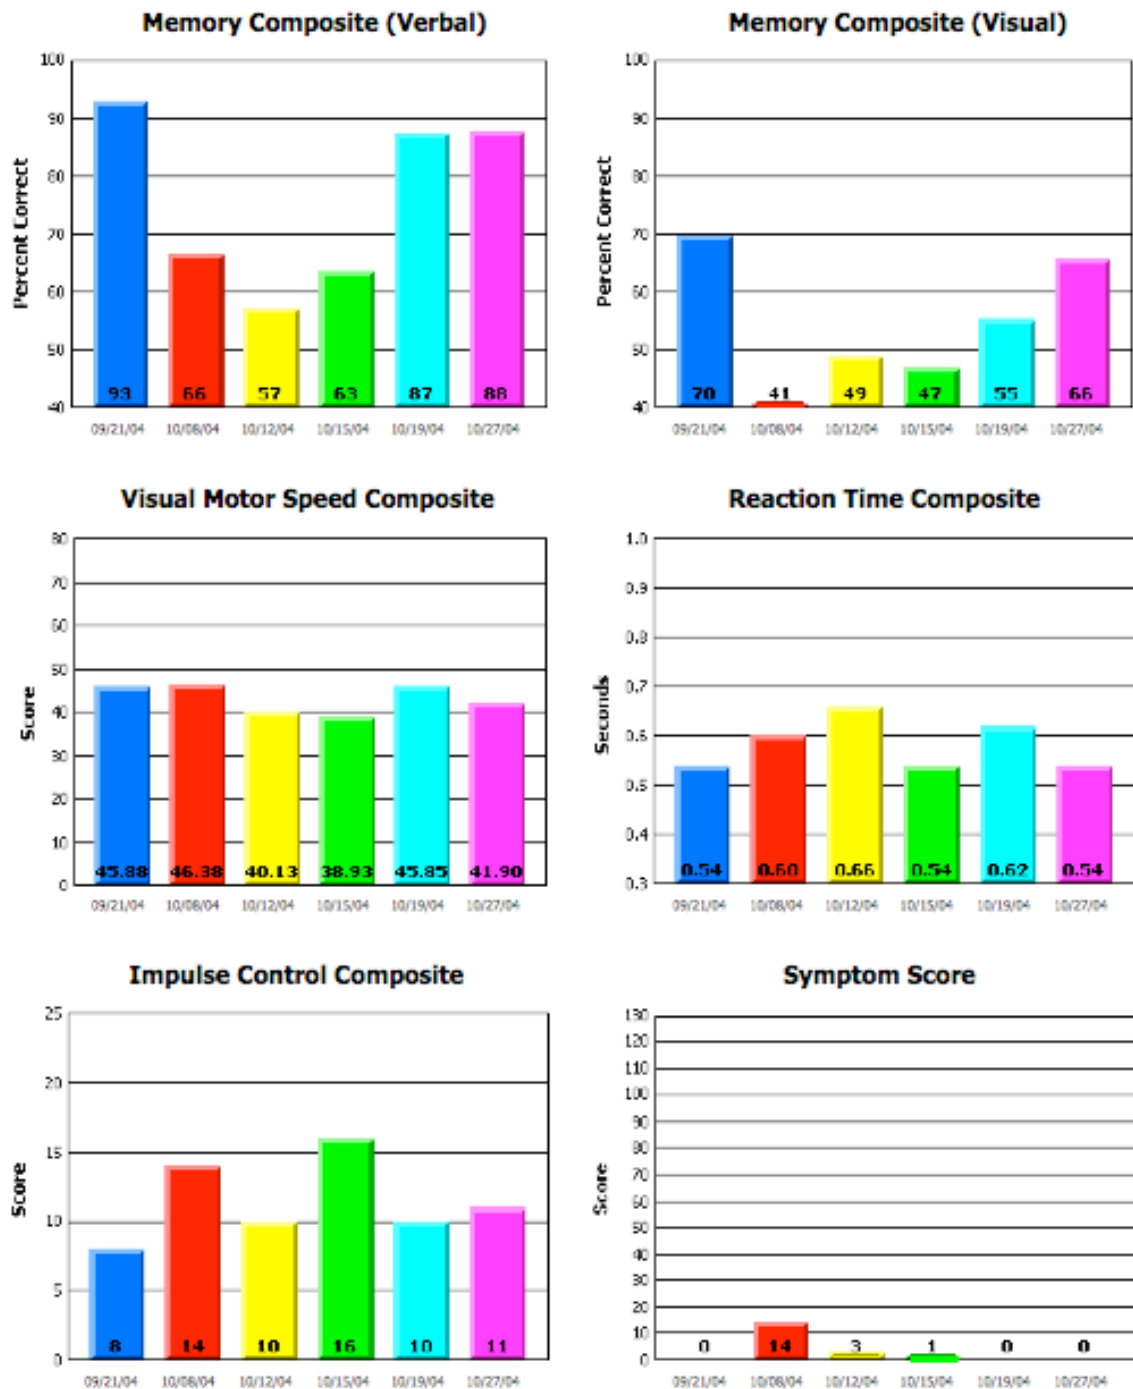 Memory Composite (Verbal)
100
90
80
70
60
50
40
Percent Correct
93 66 57 63 87 88
09/21/04 10/08/04 10/12/04 10/15/04 10/19/04 10/27/04
Memory Composite (Visual)
100
90
80
70
60
50
40
Percent Correct
70 41 49 47 55 66
09/21/04 10/08/04 10/12/04 10/15/04 10/19/04 10/27/04
Visual Motor Speed Composite
80
70
60
50
40
30
20
10
0
Score
45.88 46.38 40.13 38.93 45.85 41.90
09/21/04 10/08/04 10/12/04 10/15/04 10/19/04 10/27/04
Reaction Time Composite
1.0
0.9
0.8
0.7
0.6
0.5
0.4
0.3
Seconds
0.54 0.60 0.66 0.54 0.62 0.54
09/21/04 10/08/04 10/12/04 10/15/04 10/19/04 10/27/04
Impulse Control Composite
25
20
15
10
5
0
Score
8 14 10 16 10 11
09/21/04 10/08/04 10/12/04 10/15/04 10/19/04 10/27/04
Symptom Score
130
120
110
100
90
80
70
60
50
40
30
20
10
0
Score
0 14 3 1 0 0
09/21/04 10/08/04 10/12/04 10/15/04 10/19/04 10/27/04